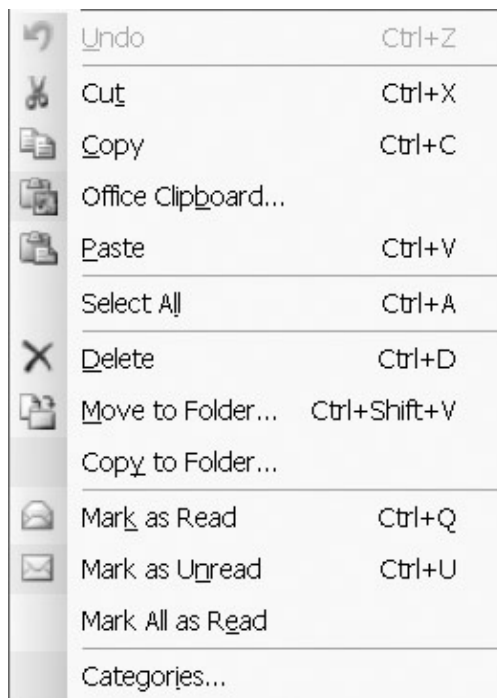 Undo Ctrl+Z
Cut Ctrl+X
Copy Ctrl+C
Office Clipboard...
Paste Ctrl+V
Select All Ctrl+A
Delete Ctrl+D
Move to Folder... Ctrl+Shift+V
Copy to Folder...
Mark as Read Ctrl+Q
Mark as Unread Ctrl+U
Mark All as Read
Categories...